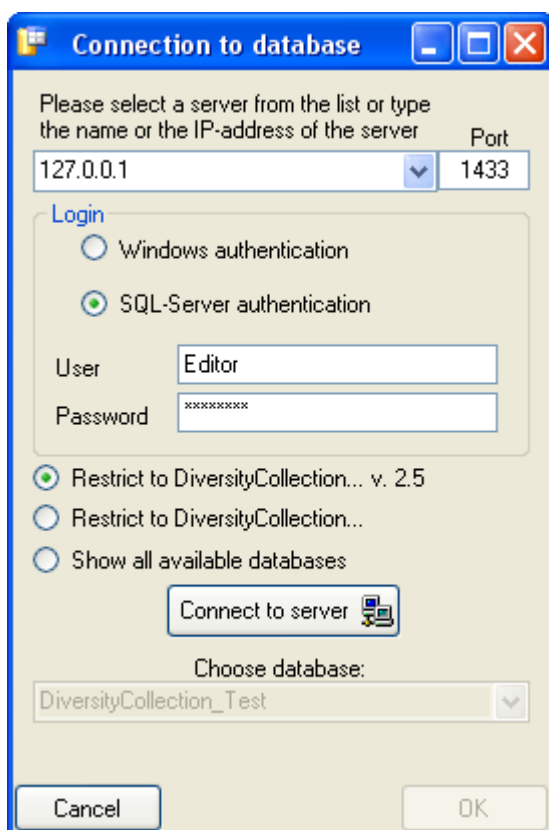 Connection to database
Please select a server from the list or type
the name or the IP-address of the server
Port
127.0.0.1
1433
Login
Windows authentication
SQL-Server authentication
User
Editor
Password
********
Restrict to DiversityCollection... v. 2.5
Restrict to DiversityCollection...
Show all available databases
Connect to server
Choose database:
DiversityCollection_Test
Cancel
OK